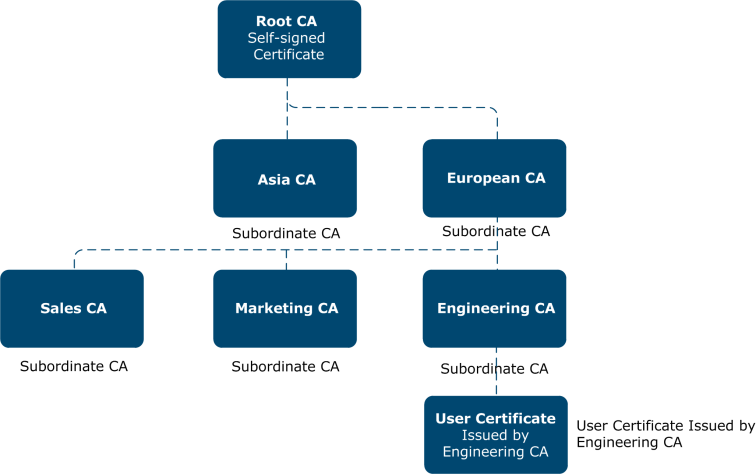 Root CA
Self-signed
Certificate
Asia CA
European CA
Subordinate CA
Subordinate CA
Sales CA
Marketing CA
Engineering CA
Subordinate CA
Subordinate CA
Subordinate CA
User Certificate
Issued by
Engineering CA
User Certificate Issued by
Engineering CA